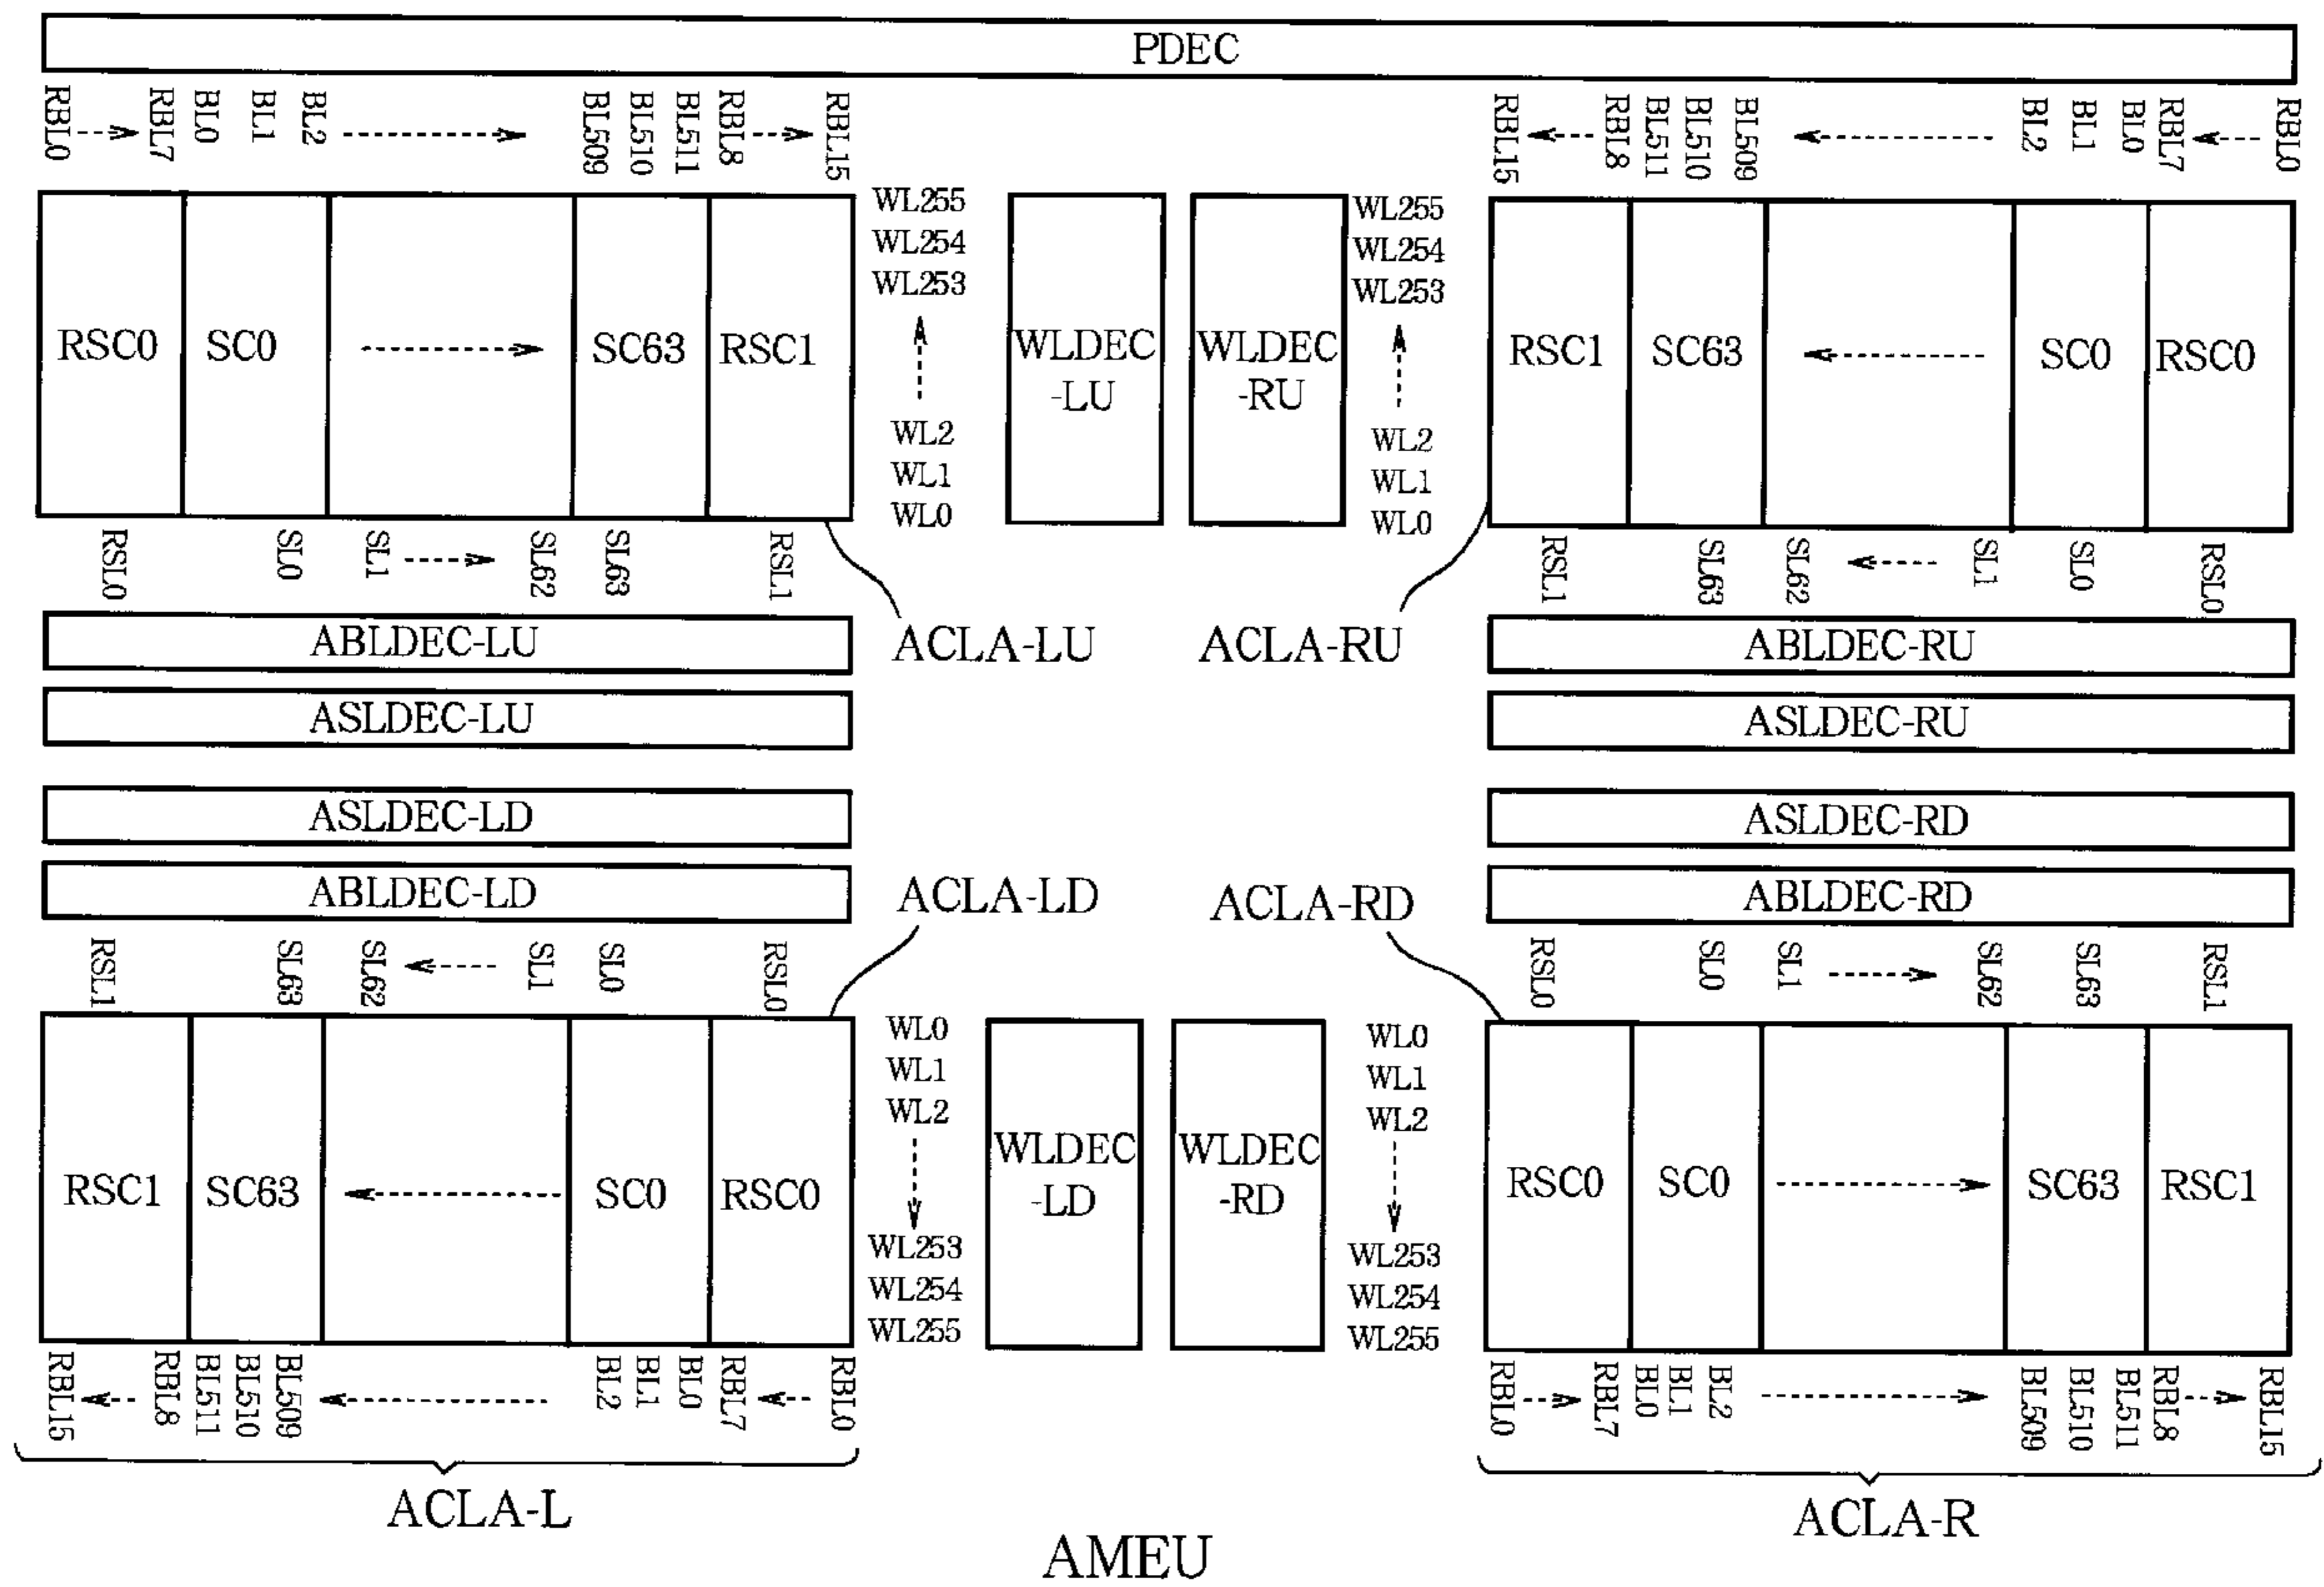 PDEC
RBL0 RBL7 BL0 BL1 BL2 BL509 BL510 BL511 RBL8 RBL15
RBL15 RBL8 BL511 BL510 BL509 BL2 BL1 BL0 RBL7 RBL0
RSC0 SC0 SC63 RSC1
WL255
WL254
WL253
WL2
WL1
WL0
WLDEC
-LU
WLDEC
-RU
WL255
WL254
WL253
WL2
WL1
WL0
RSC1 SC63 SC0 RSC0
RSL0 SL0 SL1 SL62 SL63 RSL1
RSL1 SL63 SL62 SL1 SL0 RSL0
ABLDEC-LU
ACLA-LU ACLA-RU
ABLDEC-RU
ASLDEC-LU
ASLDEC-RU
ASLDEC-LD
ASLDEC-RD
ABLDEC-LD
ACLA-LD ACLA-RD
ABLDEC-RD
RSL1 SL63 SL62 SL1 SL0 RSL0
RSL0 SL0 SL1 SL62 SL63 RSL1
RSC1 SC63 SC0 RSC0
WL0
WL1
WL2
WL253
WL254
WL255
WLDEC
-LD
WLDEC
-RD
WL0
WL1
WL2
WL253
WL254
WL255
RSC0 SC0 SC63 RSC1
RBL15 RBL8 BL511 BL510 BL509 BL2 BL1 BL0 RBL7 RBL0
RBL0 RBL7 BL0 BL1 BL2 BL509 BL510 BL511 RBL8 RBL15
ACLA-L
ACLA-R
AMEU